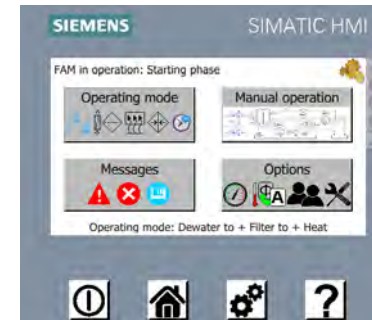 SIEMENS
SIMATIC HMI
FAM in operation: Starting phase
Operating mode
Manual operation
Messages
Options
A
Operating mode: Dewater to + Filter to + Heat
?